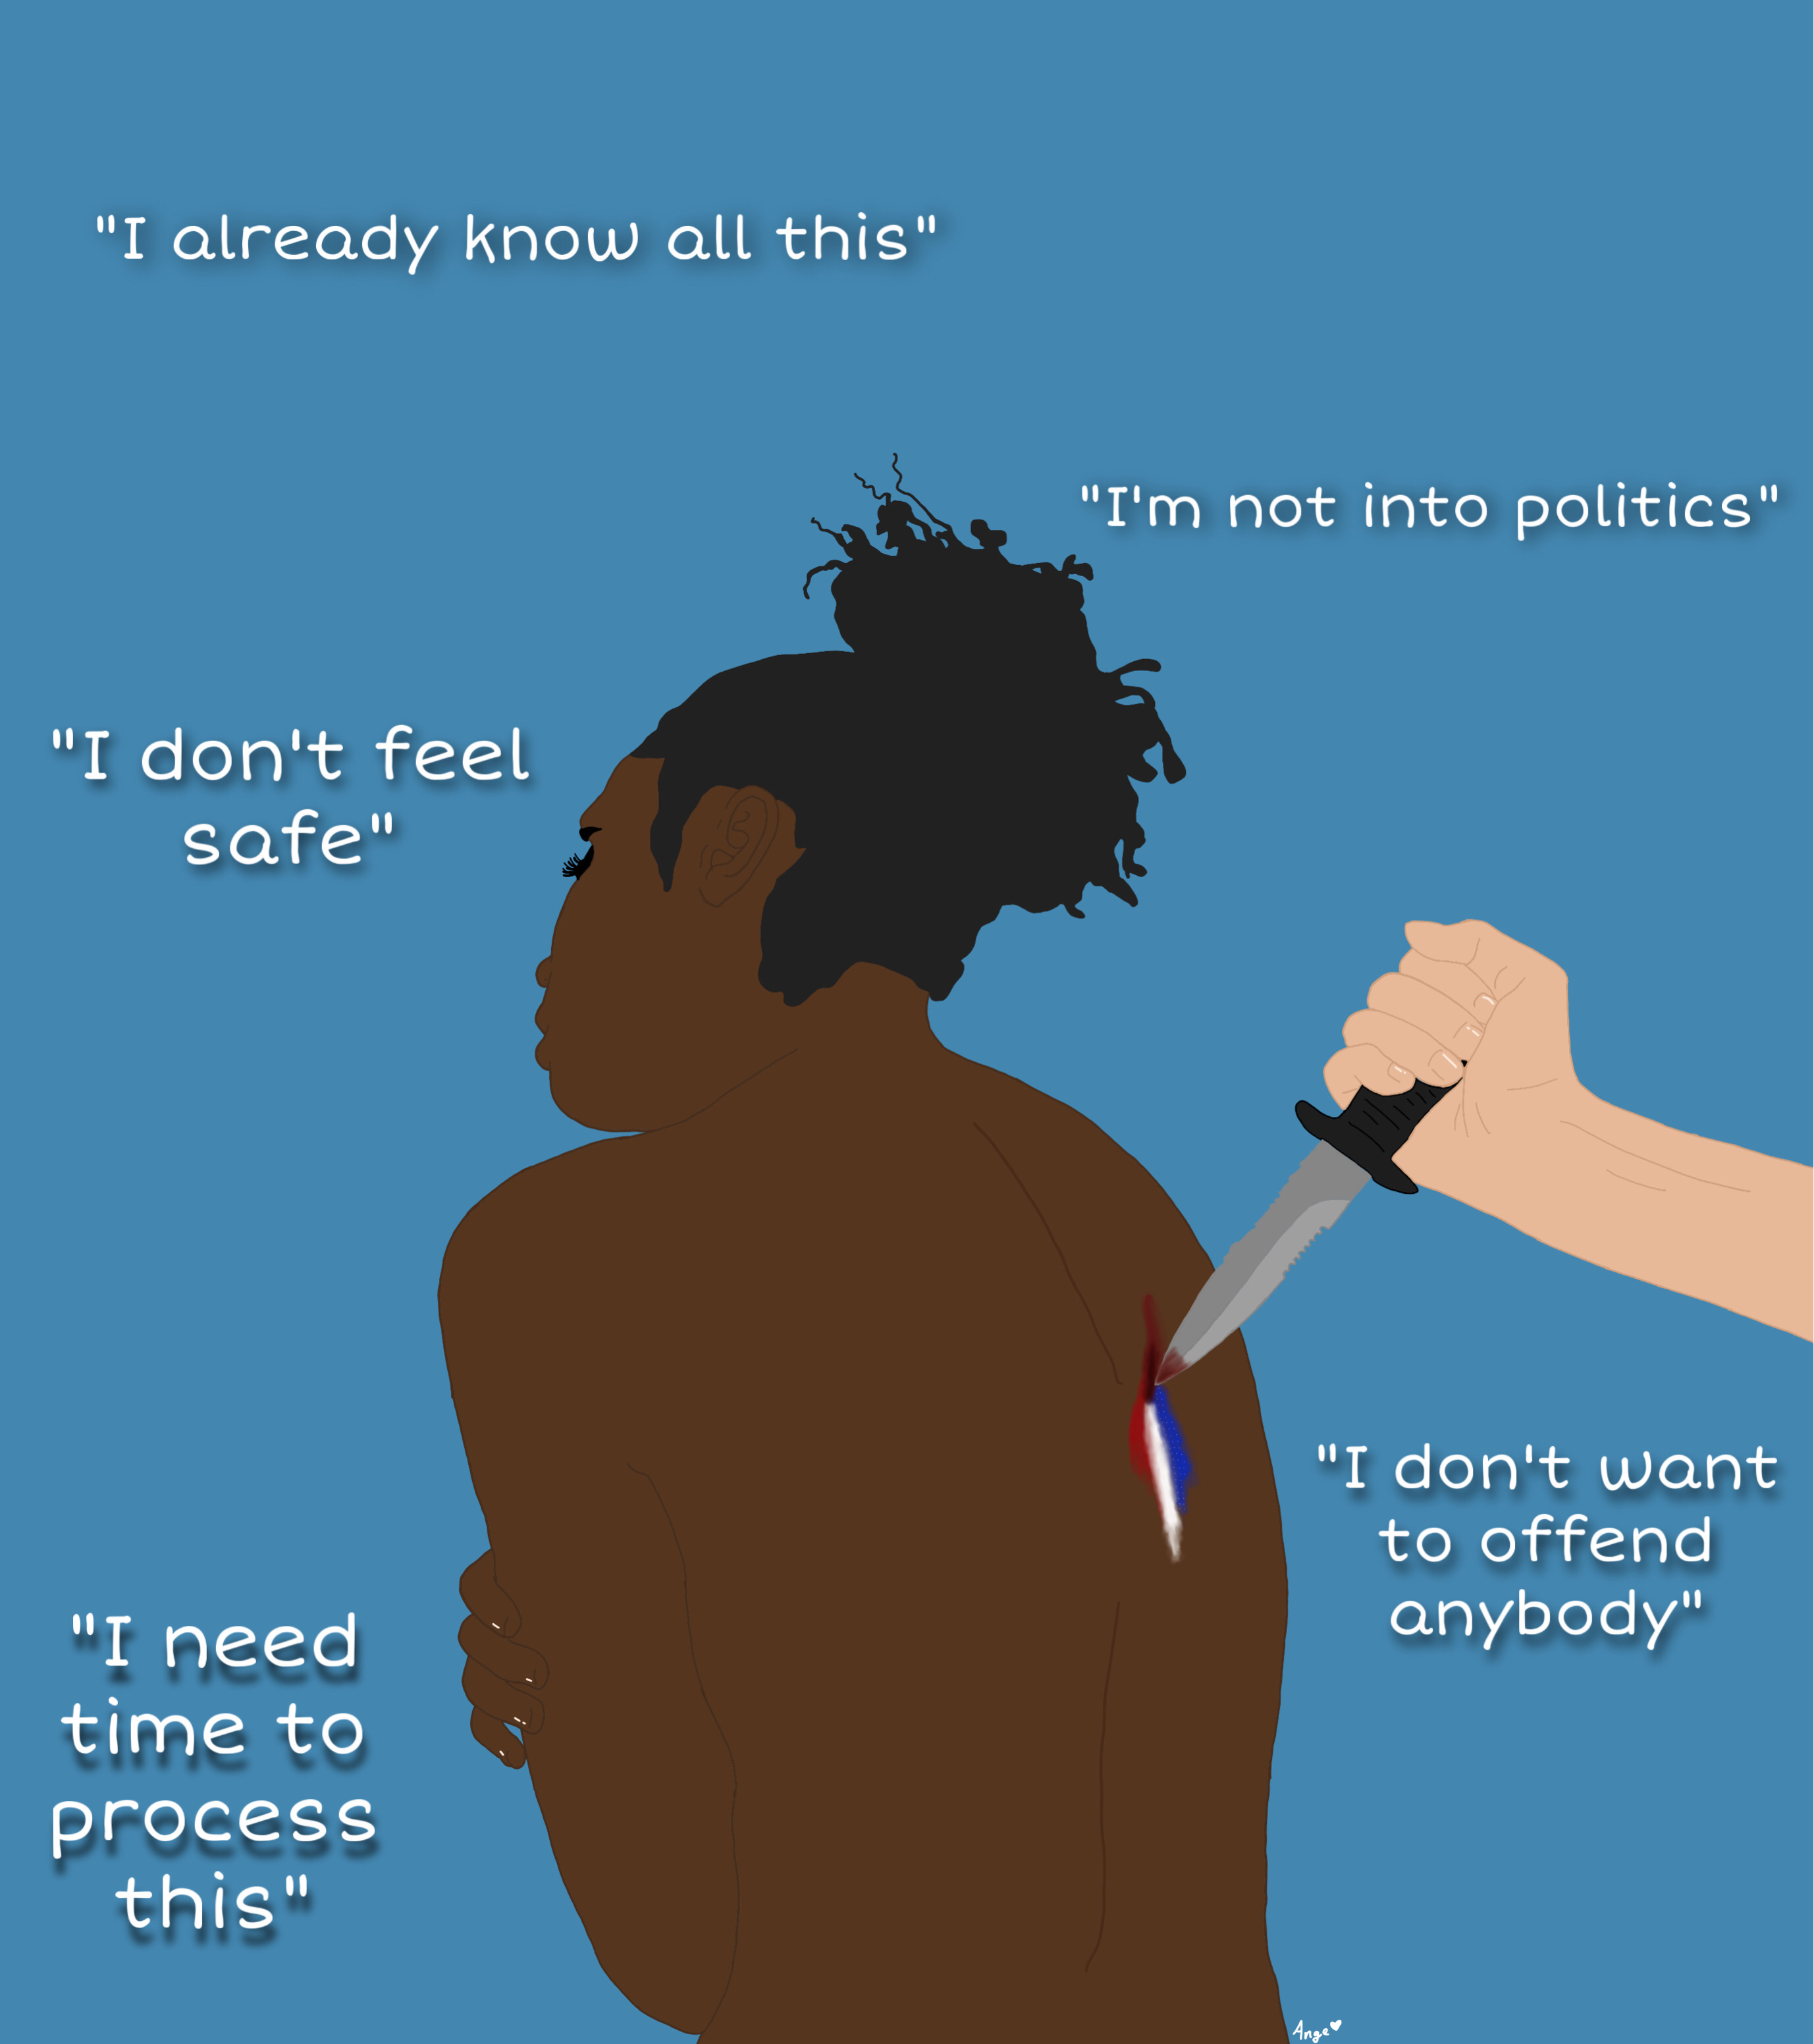 "I already know all this"
"I'm not into politics"
"I don't feel
safe"
"I don't want
to offend
anybody"
"I need
time to
process
this"
Ange